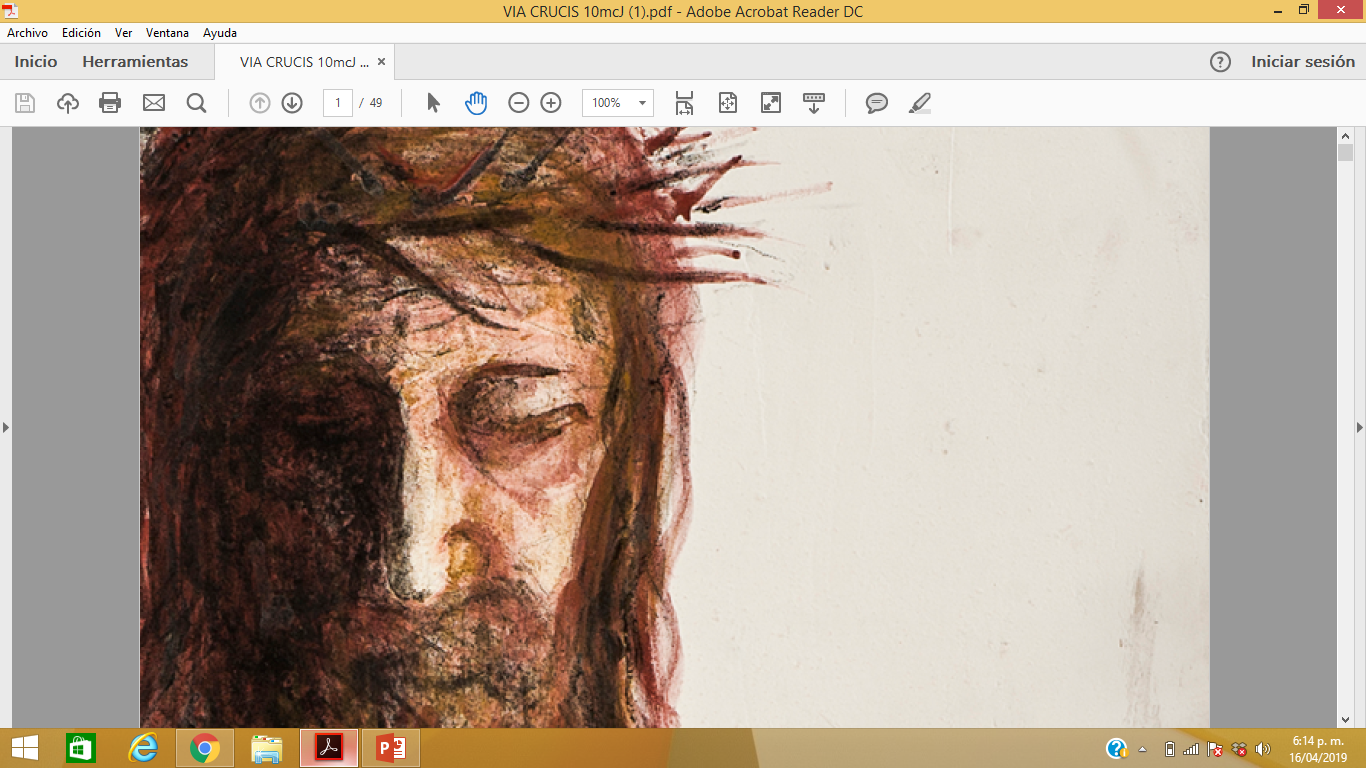 VIA CRUCIS 10mcJ (1).pdf - Adobe Acrobat Reader DC
Archivo Edición Ver Ventana Ayuda
Inicio Herramientas VIA CRUCIS 10mcJ ... × Iniciar sesión
1 / 49 100%
6:14 p. m.
16/04/2019